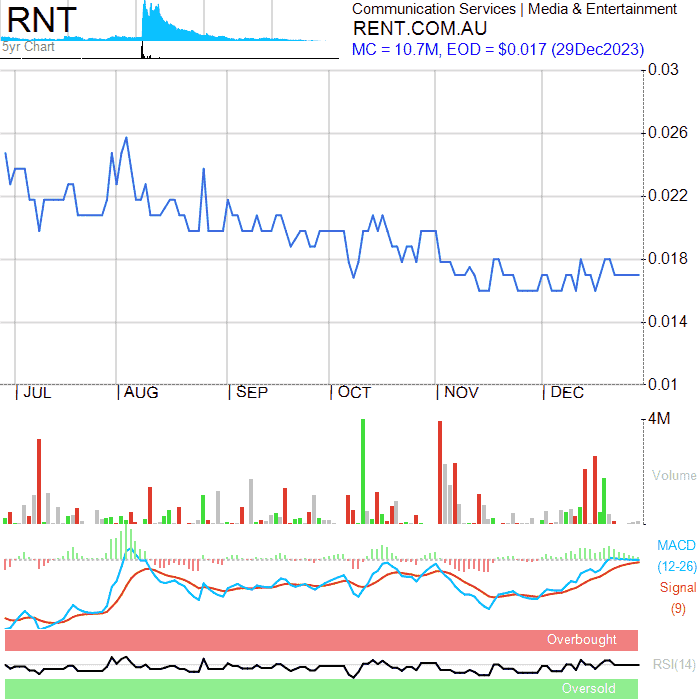 RNT
5yr Chart
Communication Services | Media & Entertainment
RENT.COM.AU
MC = 10.7M, EOD = $0.017 (29Dec2023)
0.03
0.026
0.022
0.018
0.014
0.01
JUL AUG SEP OCT NOV DEC
4M
Volume
MACD
(12-26)
Signal
(9)
Overbought
RSI(14)
Oversold